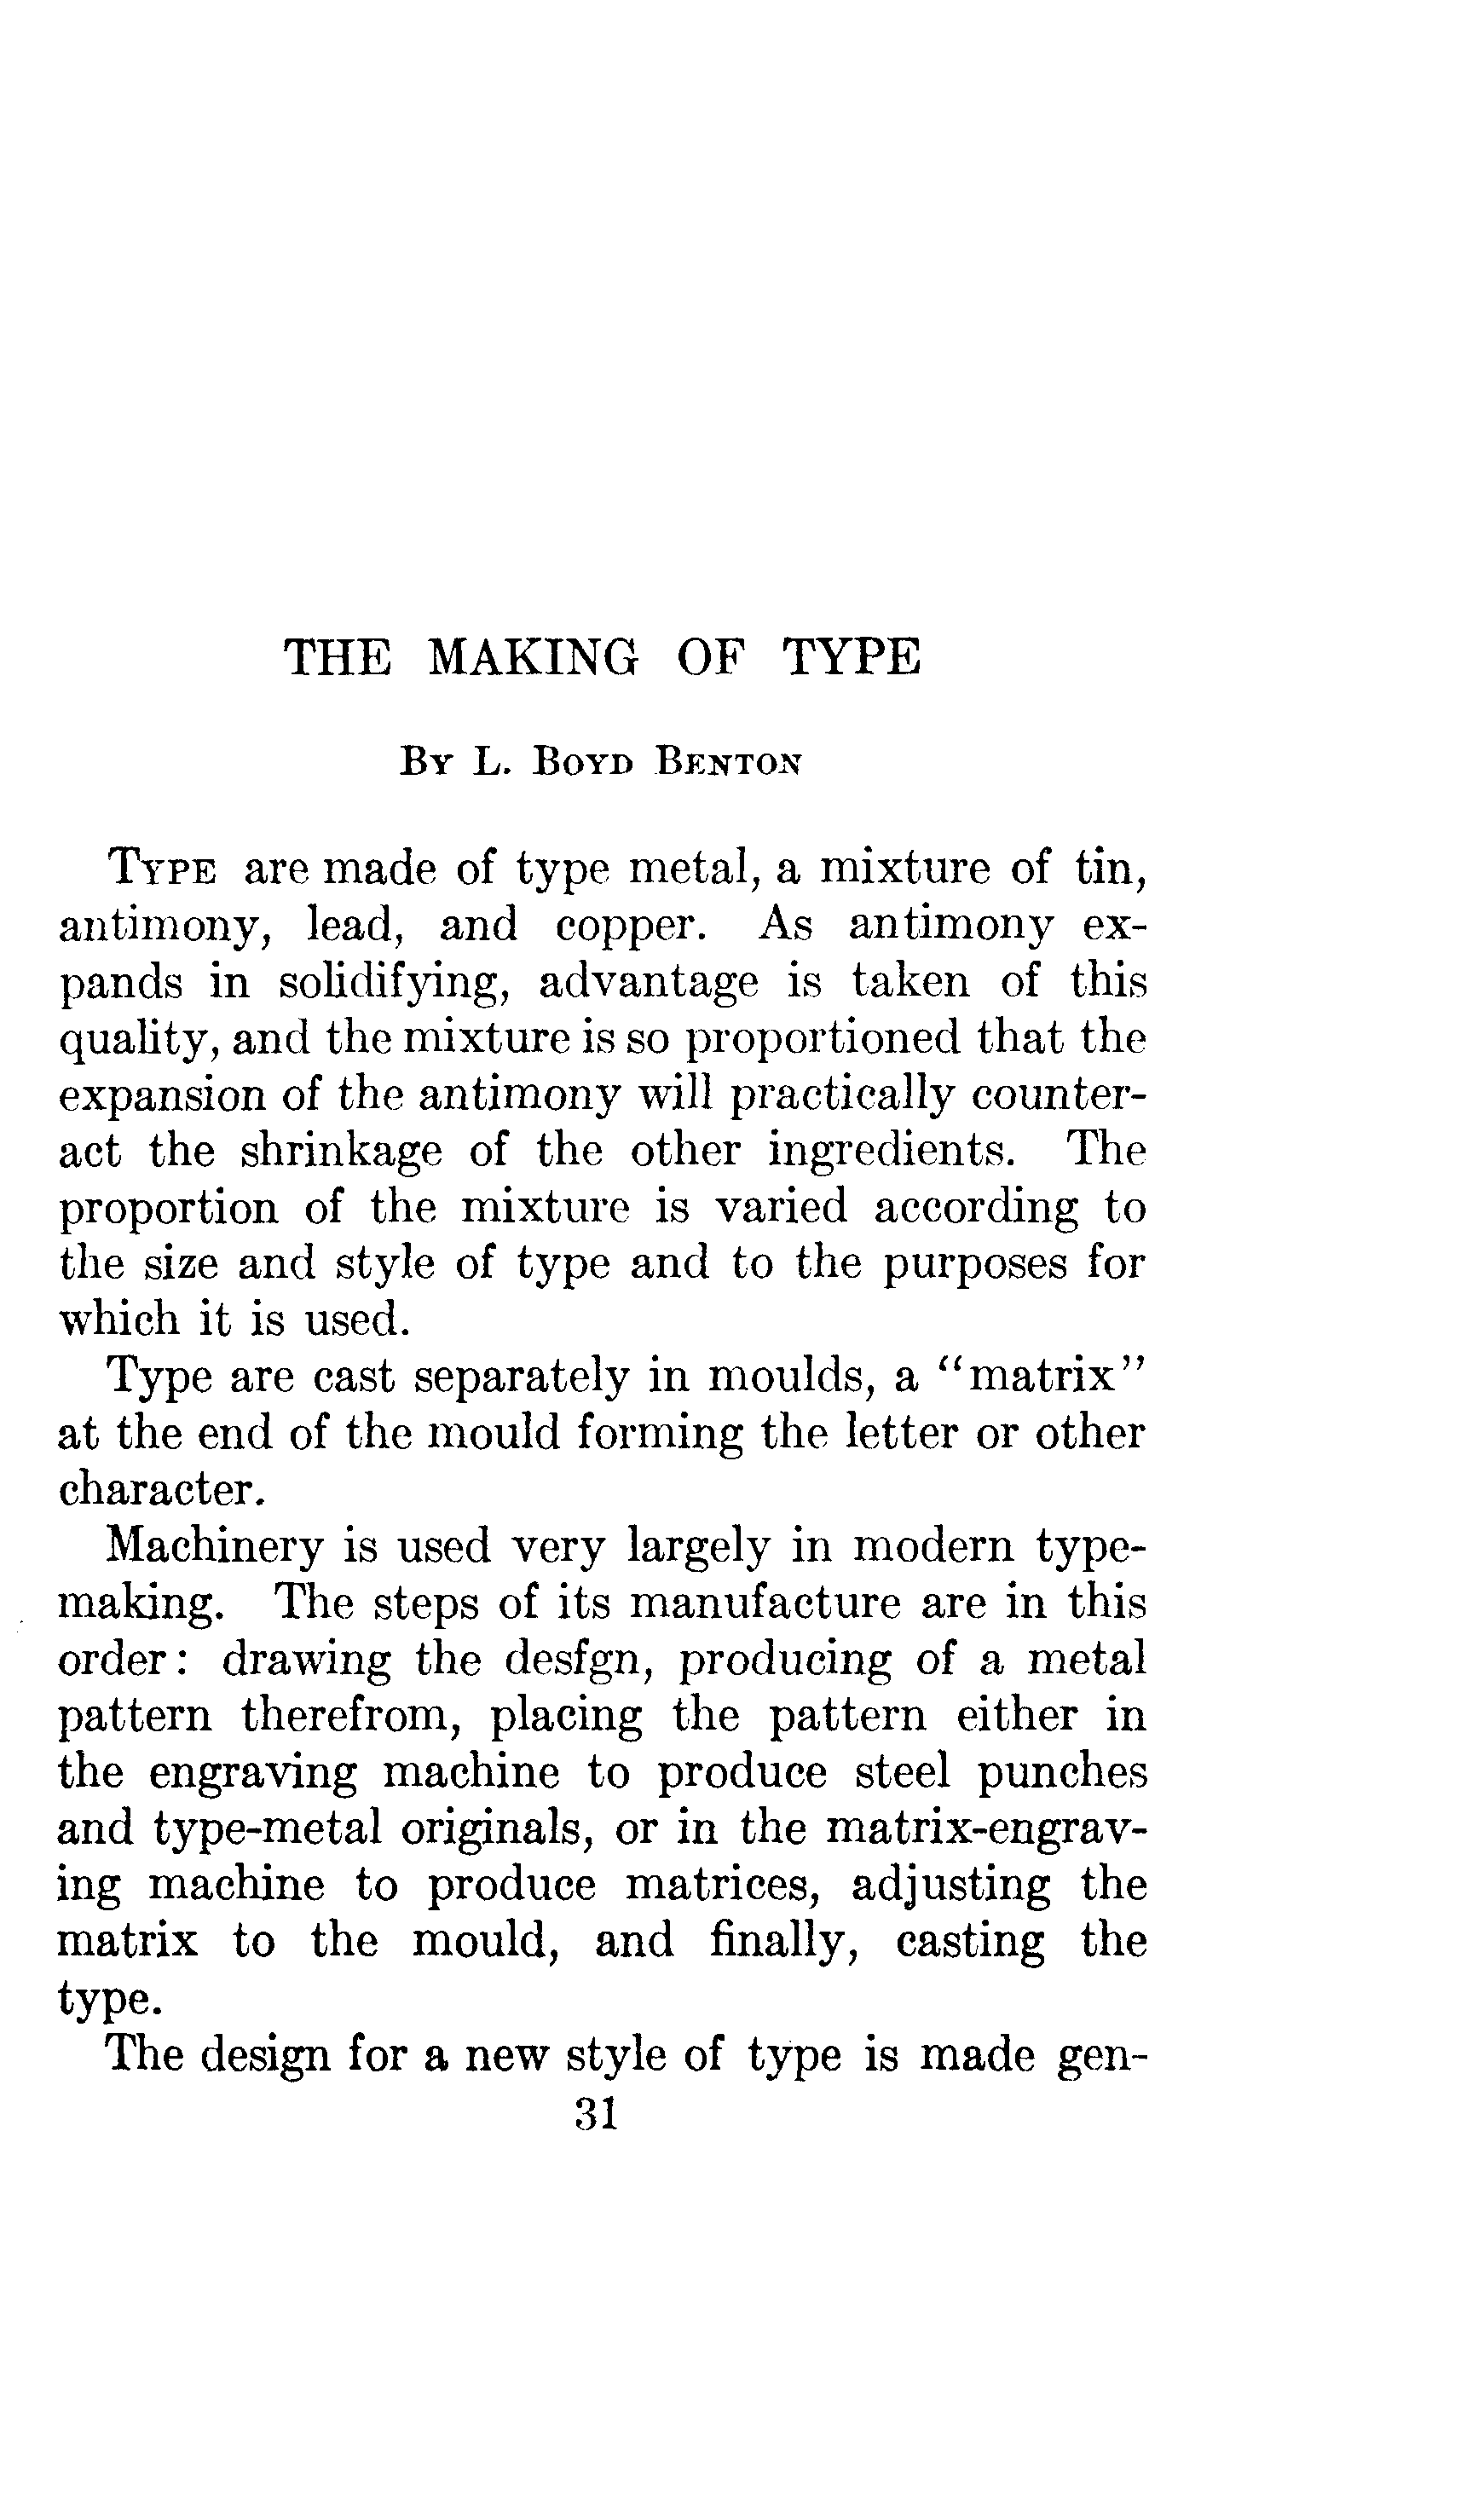 THE MAKING OF TYPE
By L. Boyd Benton
Type are made of type metal, a mixture of tin,
antimony, lead, and copper. As antimony ex-
pands in solidifying, advantage is taken of this
quality, and the mixture is so proportioned that the
expansion of the antimony will practically counter-
act the shrinkage of the other ingredients. The
proportion of the mixture is varied according to
the size and style of type and to the purposes for
which it is used.
Type are cast separately in moulds, a “matrix”
at the end of the mould forming the letter or other
character.
Machinery is used very largely in modern type-
making. The steps of its manufacture are in this
order: drawing the desfgn, producing of a metal
pattern therefrom, placing the pattern either in
the engraving machine to produce steel punches
and type-metal originals, or in the matrix-engrav-
ing machine to produce matrices, adjusting the
matrix to the mould, and finally, casting the
type.
The design for a new style of type is made gen-
31